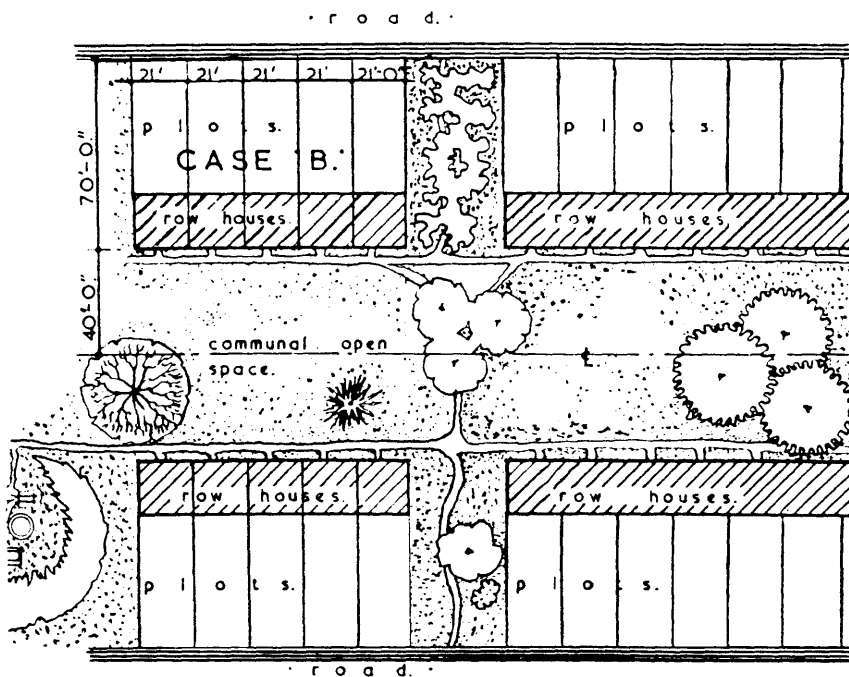 · road. ·
21' 21' 21' 21' 21'-0"
plots.
plots.
CASE 'B.'
70'-0."
row houses.
row houses.
40'-0."
communal open
space.
℄
row houses.
row houses.
plots.
plots.
· road. ·